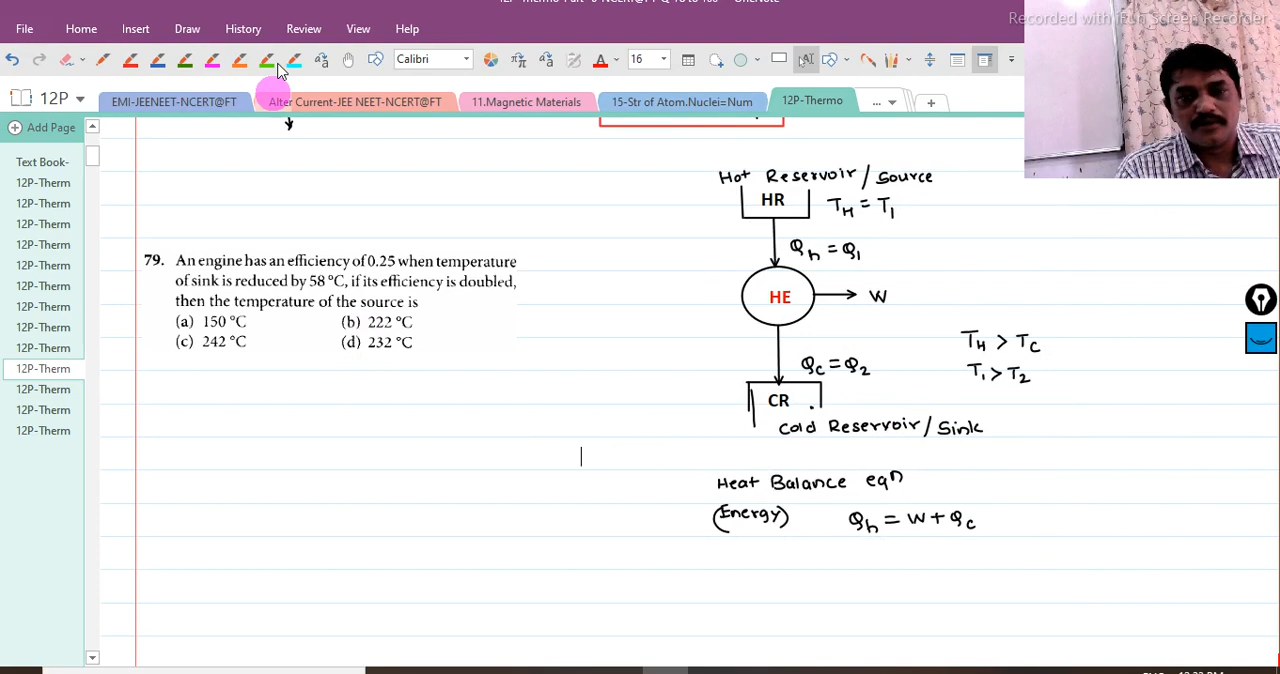 Recorded with iFun Screen Recorder
File Home Insert Draw History Review View Help
Calibri 16
12P EMI-JEENEET-NCERT@FT Alter Current-JEE NEET-NCERT@FT 11.Magnetic Materials 15-Str of Atom.Nuclei=Num 12P-Thermo ... +
Add Page
Text Book-
12P-Therm
12P-Therm
12P-Therm
12P-Therm
12P-Therm
12P-Therm
12P-Therm
12P-Therm
12P-Therm
12P-Therm
12P-Therm
12P-Therm
12P-Therm
79. An engine has an efficiency of 0.25 when temperature
of sink is reduced by 58 °C, if its efficiency is doubled,
then the temperature of the source is
(a) 150 °C (b) 222 °C
(c) 242 °C (d) 232 °C
Hot Reservoir / Source
HR T_H = T_1
Q_h = Q_1
HE W
T_H > T_C
Q_C = Q_2
T_1 > T_2
CR
Cold Reservoir / Sink
Heat Balance eqn
(Energy) Q_h = W + Q_C